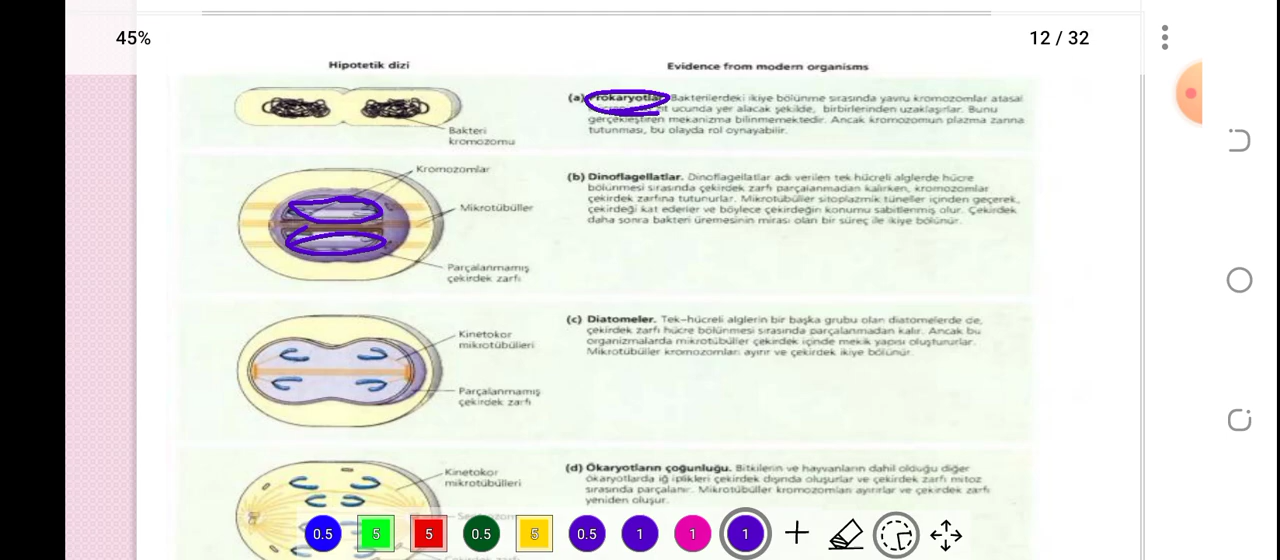 45%
12 / 32
Hipotetik dizi
Evidence from modern organisms
(a) Prokaryotlar. Bakterilerdeki ikiye bölünme sırasında yavru kromozomlar atasal
ucunda yer alacak şekilde, birbirlerinden uzaklaşırlar. Bunu
gerçekleştiren mekanizma bilinmemektedir. Ancak kromozomun plazma zarına
tutunması, bu olayda rol oynayabilir.
Bakteri
kromozomu
Kromozomlar
Mikrotübüller
Parçalanmamış
çekirdek zarfı
(b) Dinoflagellatlar. Dinoflagellatlar adı verilen tek hücreli alglerde hücre
bölünmesi sırasında çekirdek zarfı parçalanmadan kalırken, kromozomlar
çekirdek zarfına tutunurlar. Mikrotübüller sitoplazmik tüneller içinden geçerek,
çekirdeği kat ederler ve böylece çekirdeğin konumu sabitlenmiş olur. Çekirdek
daha sonra bakteri üremesinin mirası olan bir süreç ile ikiye bölünür.
Kinetokor
mikrotübülleri
Parçalanmamış
çekirdek zarfı
(c) Diatomeler. Tek-hücreli alglerin bir başka grubu olan diatomelerde de,
çekirdek zarfı hücre bölünmesi sırasında parçalanmadan kalır. Ancak bu
organizmalarda mikrotübüller çekirdek içinde mekik yapısı oluştururlar.
Mikrotübüller kromozomları ayırır ve çekirdek ikiye bölünür.
Kinetokor
mikrotübülleri
(d) Ökaryotların çoğunluğu. Bitkilerin ve hayvanların dahil olduğu diğer
ökaryotlarda iğ iplikleri çekirdek dışında oluşurlar ve çekirdek zarfı mitoz
sırasında parçalanır. Mikrotübüller kromozomları ayırırlar ve çekirdek zarfı
yeniden oluşur.
0.5 5 5 0.5 5 0.5 1 1 1